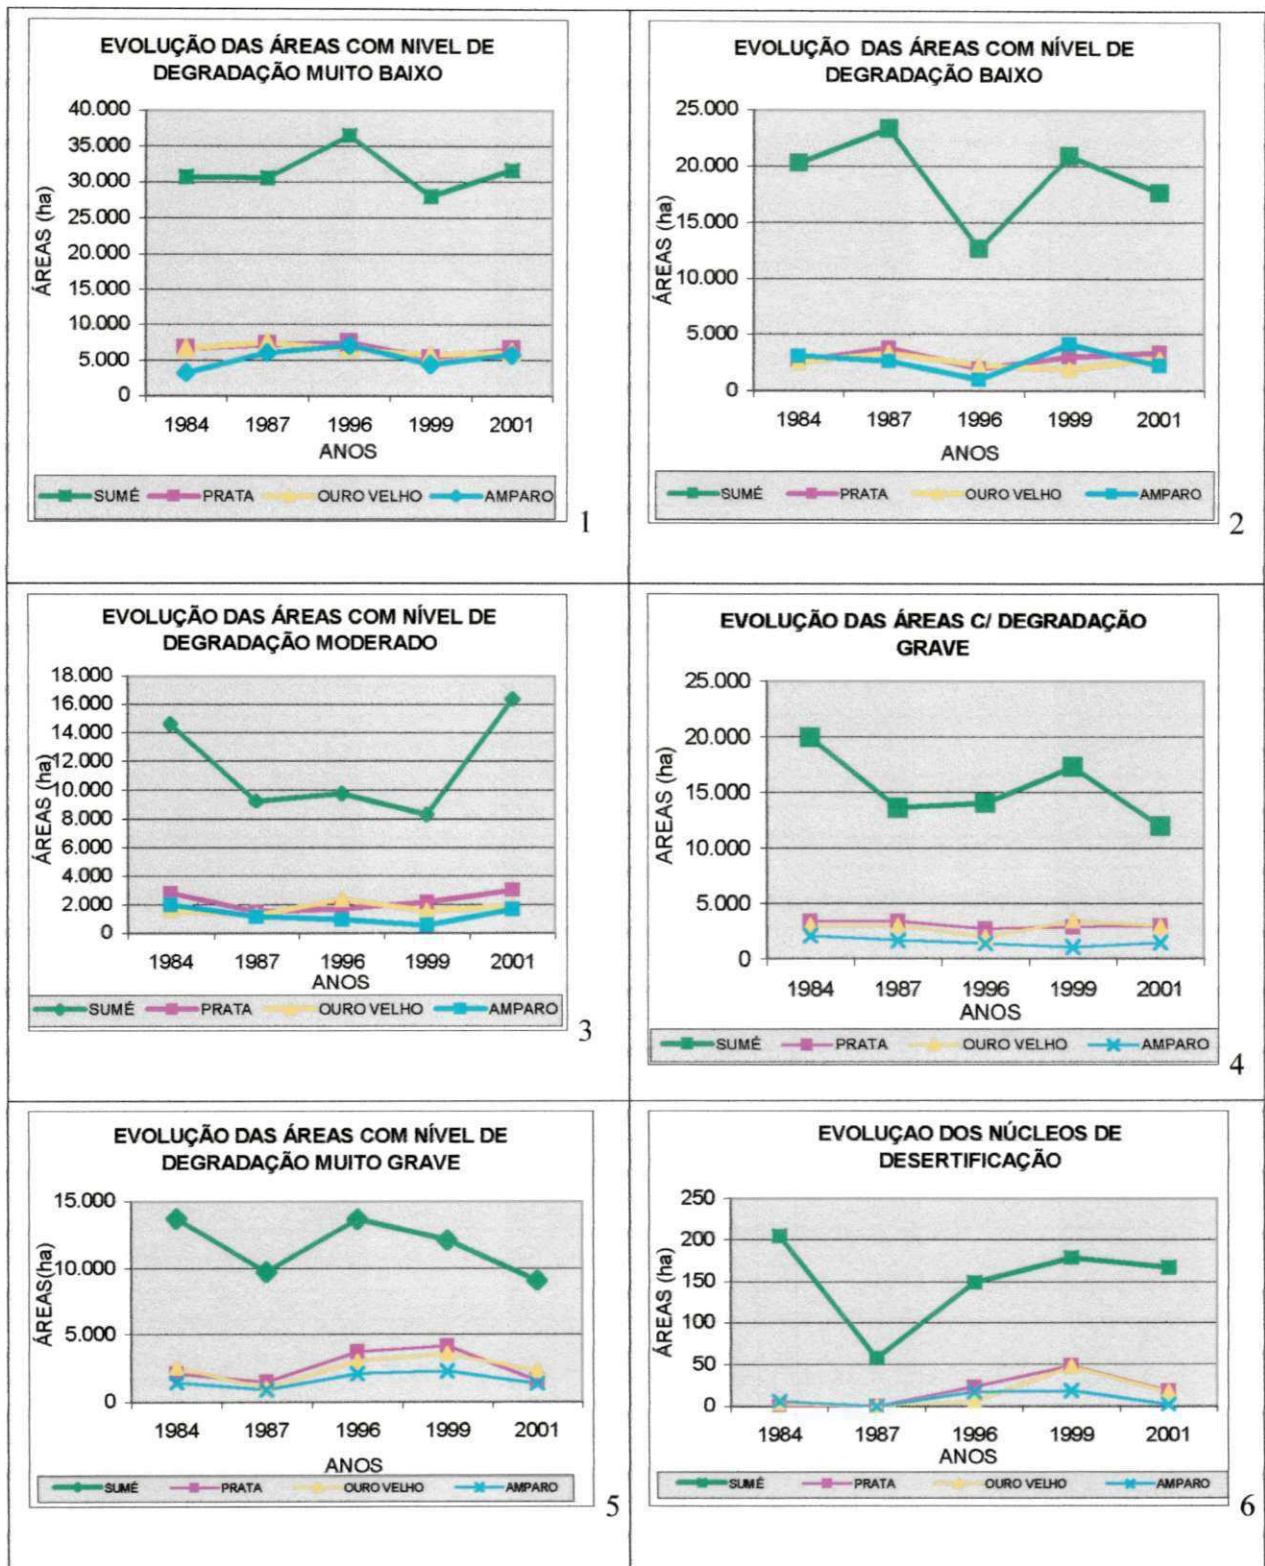 EVOLUÇÃO DAS ÁREAS COM NIVEL DE
DEGRADAÇÃO MUITO BAIXO
ÁREAS (ha)
40.000
35.000
30.000
25.000
20.000
15.000
10.000
5.000
0
1984 1987 1996 1999 2001
ANOS
SUMÉ PRATA OURO VELHO AMPARO
1
EVOLUÇÃO DAS ÁREAS COM NÍVEL DE
DEGRADAÇÃO BAIXO
ÁREAS (ha)
25.000
20.000
15.000
10.000
5.000
0
1984 1987 1996 1999 2001
ANOS
SUMÉ PRATA OURO VELHO AMPARO
2
EVOLUÇÃO DAS ÁREAS COM NÍVEL DE
DEGRADAÇÃO MODERADO
ÁREAS (ha)
18.000
16.000
14.000
12.000
10.000
8.000
6.000
4.000
2.000
0
1984 1987 1996 1999 2001
ANOS
SUMÉ PRATA OURO VELHO AMPARO
3
EVOLUÇÃO DAS ÁREAS C/ DEGRADAÇÃO
GRAVE
AREAS (ha)
25.000
20.000
15.000
10.000
5.000
0
1984 1987 1996 1999 2001
ANOS
SUMÉ PRATA OURO VELHO AMPARO
4
EVOLUÇÃO DAS ÁREAS COM NÍVEL DE
DEGRADAÇÃO MUITO GRAVE
ÁREAS(ha)
15.000
10.000
5.000
0
1984 1987 1996 1999 2001
ANOS
SUMÉ PRATA OURO VELHO AMPARO
5
EVOLUÇAO DOS NÚCLEOS DE
DESERTIFICAÇÃO
ÁREAS (ha)
250
200
150
100
50
0
1984 1987 1996 1999 2001
ANOS
SUMÉ PRATA OURO VELHO AMPARO
6